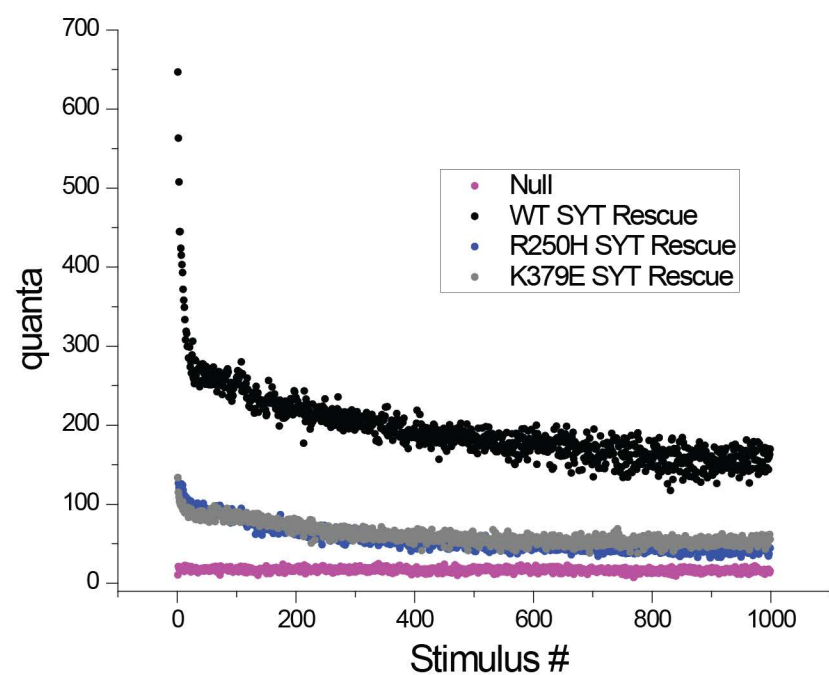 700
600
500
400
300
200
100
0
quanta
Null
WT SYT Rescue
R250H SYT Rescue
K379E SYT Rescue
0 200 400 600 800 1000
Stimulus #